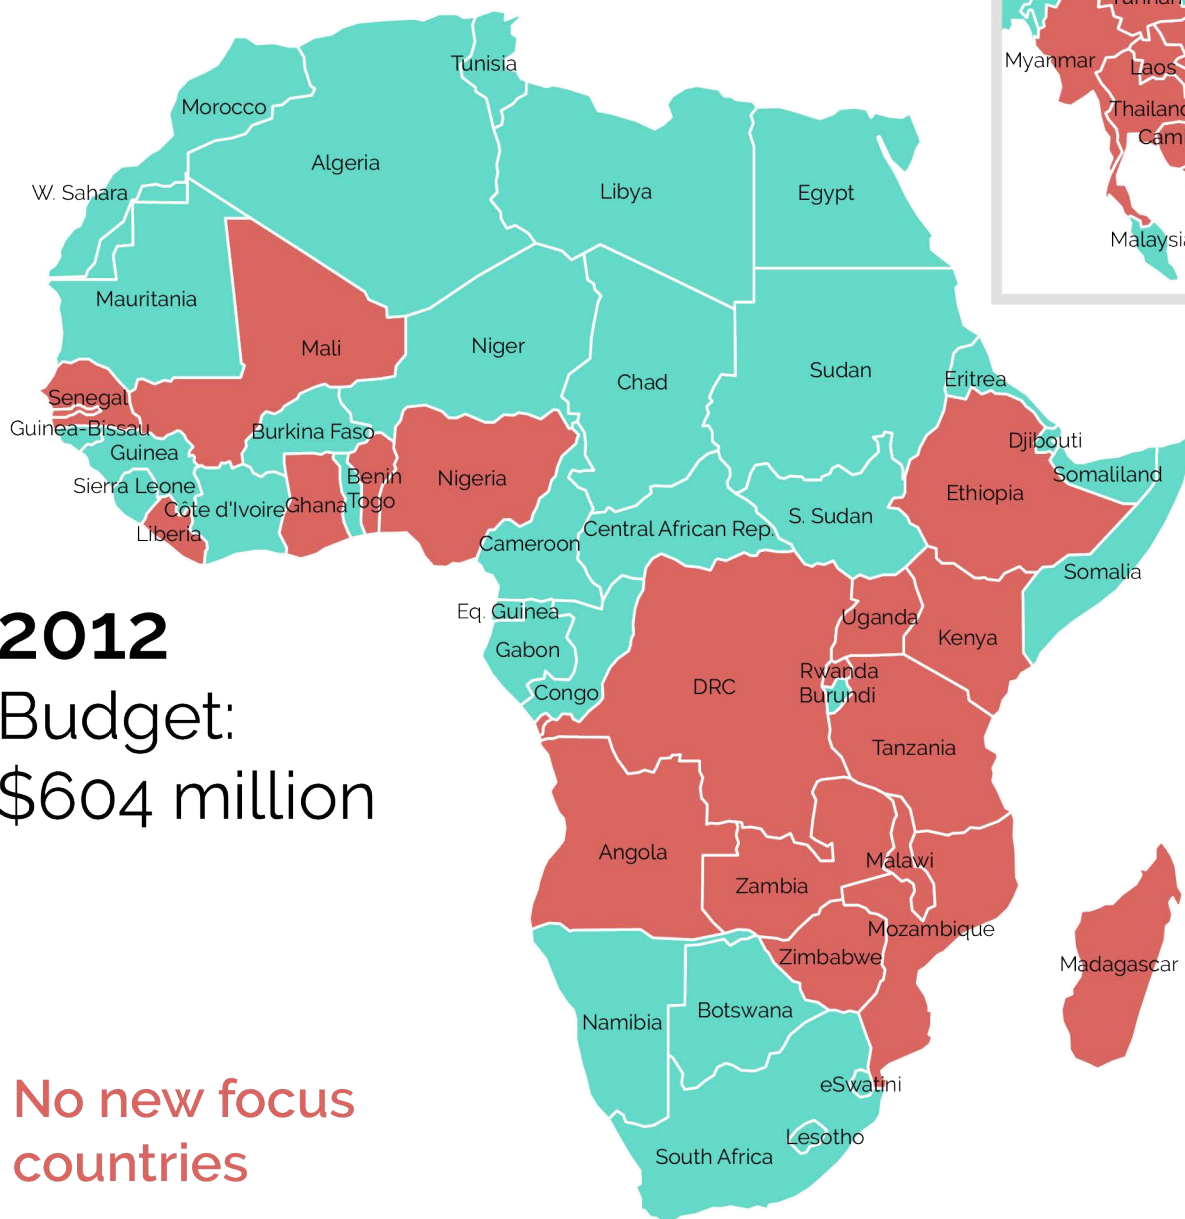 Tunisia
Morocco
Algeria
W. Sahara
Libya
Egypt
Myanmar
Laos
Thailand
Cam
Malaysia
Mauritania
Mali
Niger
Chad
Sudan
Eritrea
Senegal
Guinea-Bissau
Guinea
Burkina Faso
Djibouti
Sierra Leone
Côte d'Ivoire
Ghana
Benin
Togo
Nigeria
Ethiopia
Somaliland
Liberia
Cameroon
Central African Rep.
S. Sudan
Somalia
Eq. Guinea
Uganda
Kenya
Gabon
Congo
DRC
Rwanda
Burundi
Tanzania
2012
Budget:
$604 million
Angola
Zambia
Malawi
Mozambique
Zimbabwe
Madagascar
Namibia
Botswana
eSwatini
Lesotho
South Africa
No new focus
countries